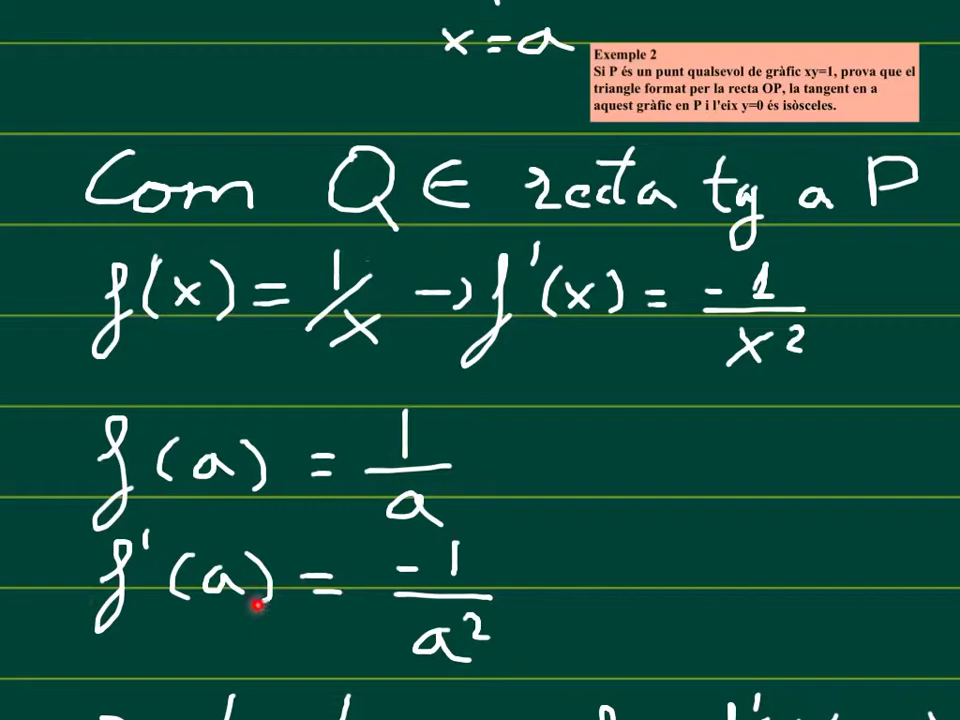 x = a
Exemple 2
Si P és un punt qualsevol de gràfic xy=1, prova que el
triangle format per la recta OP, la tangent en a
aquest gràfic en P i l'eix y=0 és isòsceles.
Com Q ∈ recta tg a P
f(x) = 1/x → f'(x) = -1/x²
f(a) = 1/a
f'(a) = -1/a²